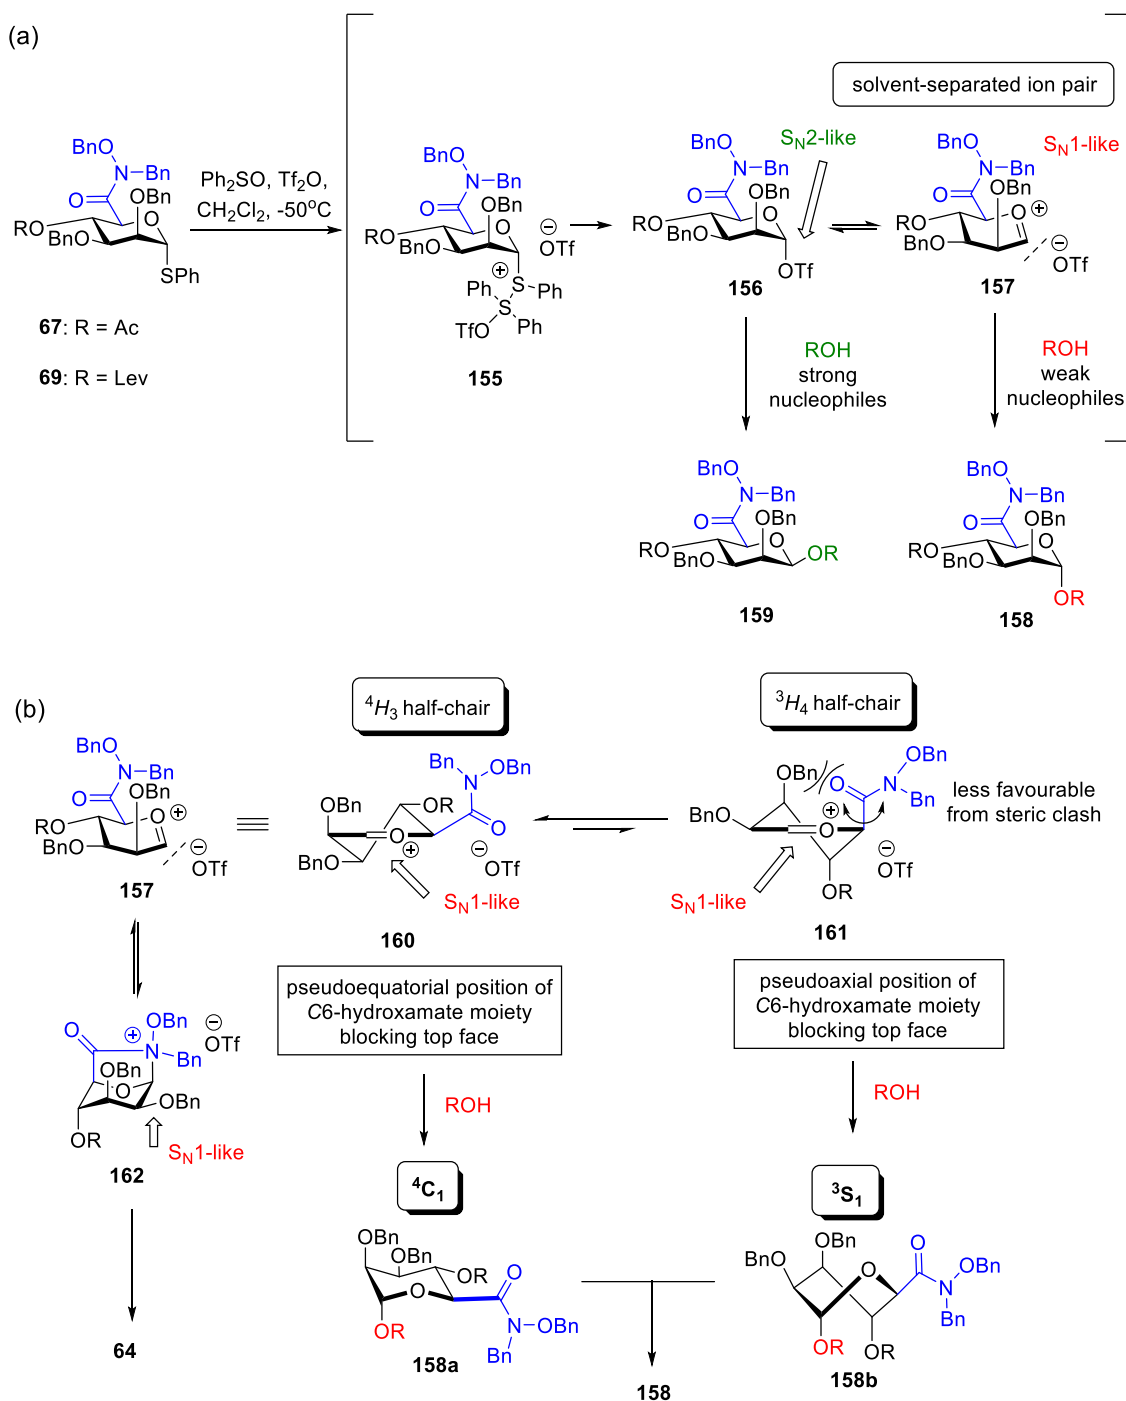 (a)
solvent-separated ion pair
BnO
N
Bn
O
OBn
O
RO
BnO
SPh
Ph2SO, Tf2O,
CH2Cl2, -50°C
67: R = Ac
69: R = Lev
BnO
N
Bn
O
OBn
O
RO
BnO
⊖
OTf
⊕
S
Ph
Ph
S
TfO
Ph
155
SN2-like
BnO
N
Bn
O
OBn
O
RO
BnO
OTf
156
SN1-like
BnO
N
Bn
O
OBn
O
⊕
RO
BnO
⊖
OTf
157
ROH
strong
nucleophiles
ROH
weak
nucleophiles
BnO
N
Bn
O
OBn
O
RO
BnO
OR
159
BnO
N
Bn
O
OBn
O
RO
BnO
OR
158
(b)
4H3 half-chair
3H4 half-chair
BnO
N
Bn
O
OBn
O
⊕
RO
BnO
⊖
OTf
157
Bn
N
OBn
OBn
OR
O
O
⊕
BnO
⊖
OTf
SN1-like
160
OBn
O
N
OBn
Bn
BnO
⊕
O
⊖
OTf
OR
less favourable
from steric clash
SN1-like
161
pseudoequatorial position of
C6-hydroxamate moiety
blocking top face
pseudoaxial position of
C6-hydroxamate moiety
blocking top face
O
⊕
OBn
N
Bn
⊖
OTf
OBn
O
OBn
OR
SN1-like
162
64
ROH
ROH
4C1
3S1
OBn
OBn
OR
O
O
N
OBn
Bn
OR
158a
OBn
BnO
O
O
N
OBn
Bn
OR
OR
158b
158